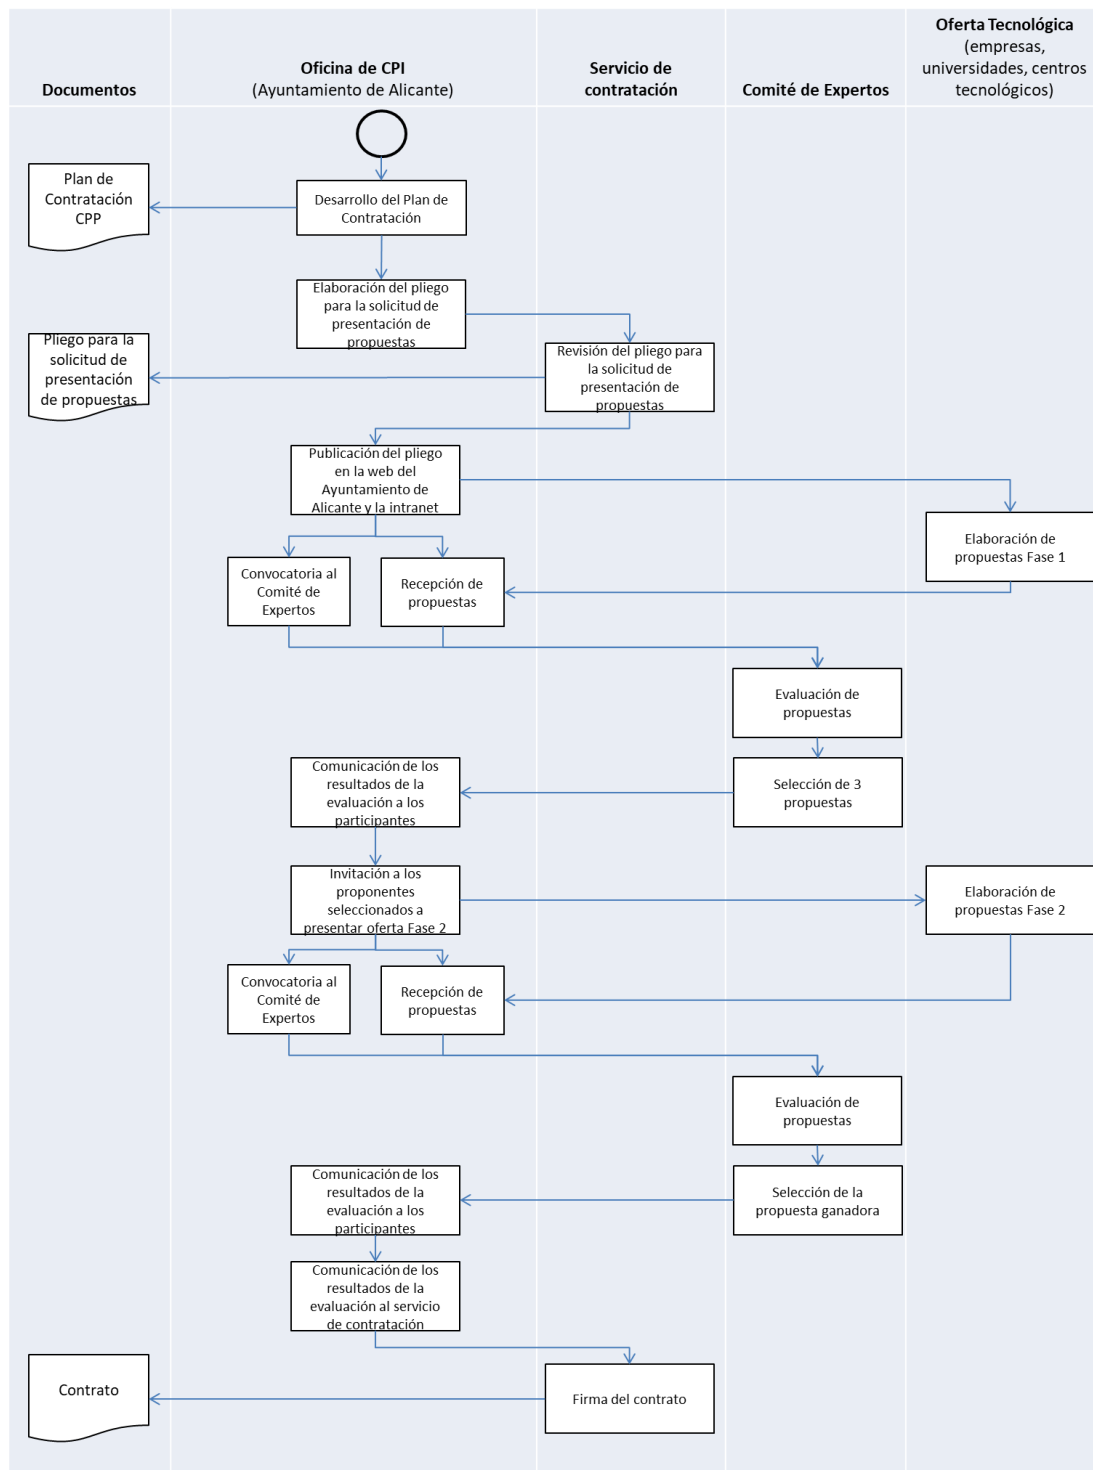 Documentos
Oficina de CPI
(Ayuntamiento de Alicante)
Servicio de
contratación
Comité de Expertos
Oferta Tecnológica
(empresas,
universidades, centros
tecnológicos)
Plan de
Contratación
CPP
Desarrollo del Plan de
Contratación
Elaboración del pliego
para la solicitud de
presentación de
propuestas
Pliego para la
solicitud de
presentación
de propuestas
Revisión del pliego para
la solicitud de
presentación de
propuestas
Publicación del pliego
en la web del
Ayuntamiento de
Alicante y la intranet
Elaboración de
propuestas Fase 1
Convocatoria al
Comité de
Expertos
Recepción de
propuestas
Evaluación de
propuestas
Comunicación de los
resultados de la
evaluación a los
participantes
Selección de 3
propuestas
Invitación a los
proponentes
seleccionados a
presentar oferta Fase 2
Elaboración de
propuestas Fase 2
Convocatoria al
Comité de
Expertos
Recepción de
propuestas
Evaluación de
propuestas
Comunicación de los
resultados de la
evaluación a los
participantes
Selección de la
propuesta ganadora
Comunicación de los
resultados de la
evaluación al servicio
de contratación
Contrato
Firma del contrato